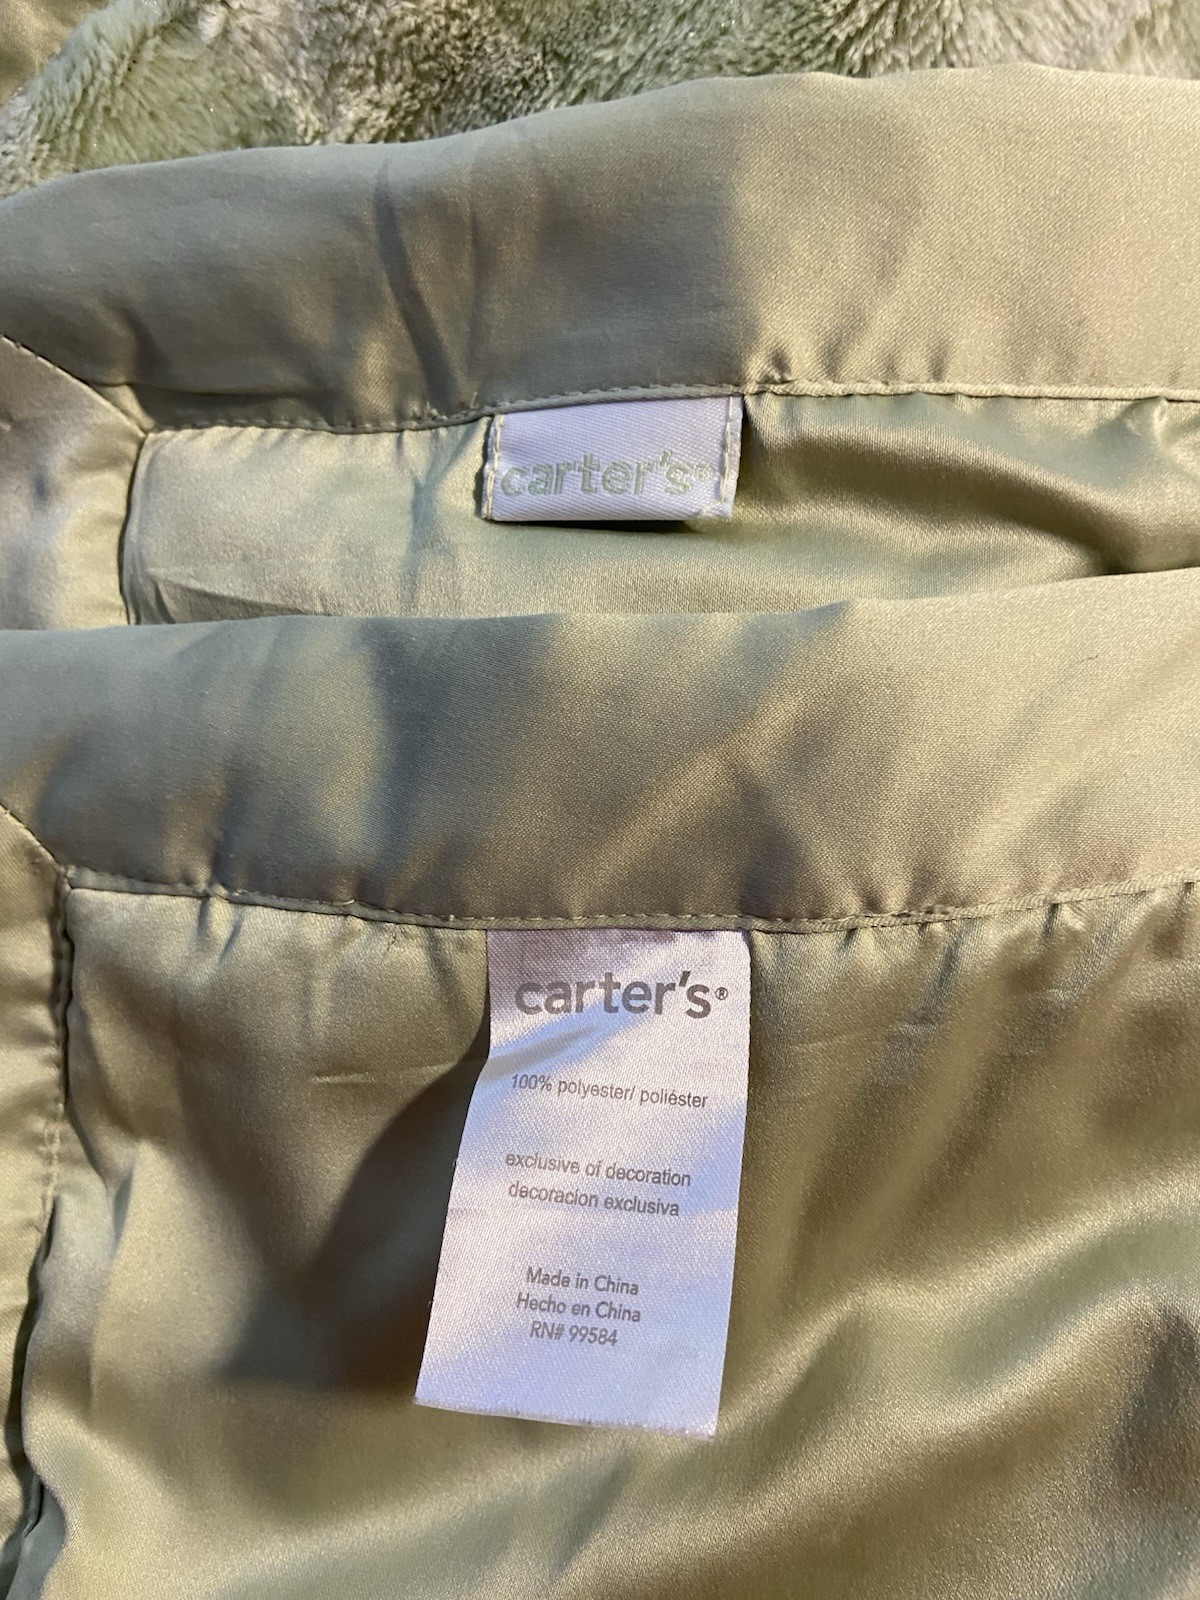 carter's®
carter's®
100% polyester/ poliéster
exclusive of decoration
decoracion exclusiva
Made in China
Hecho en China
RN# 99584